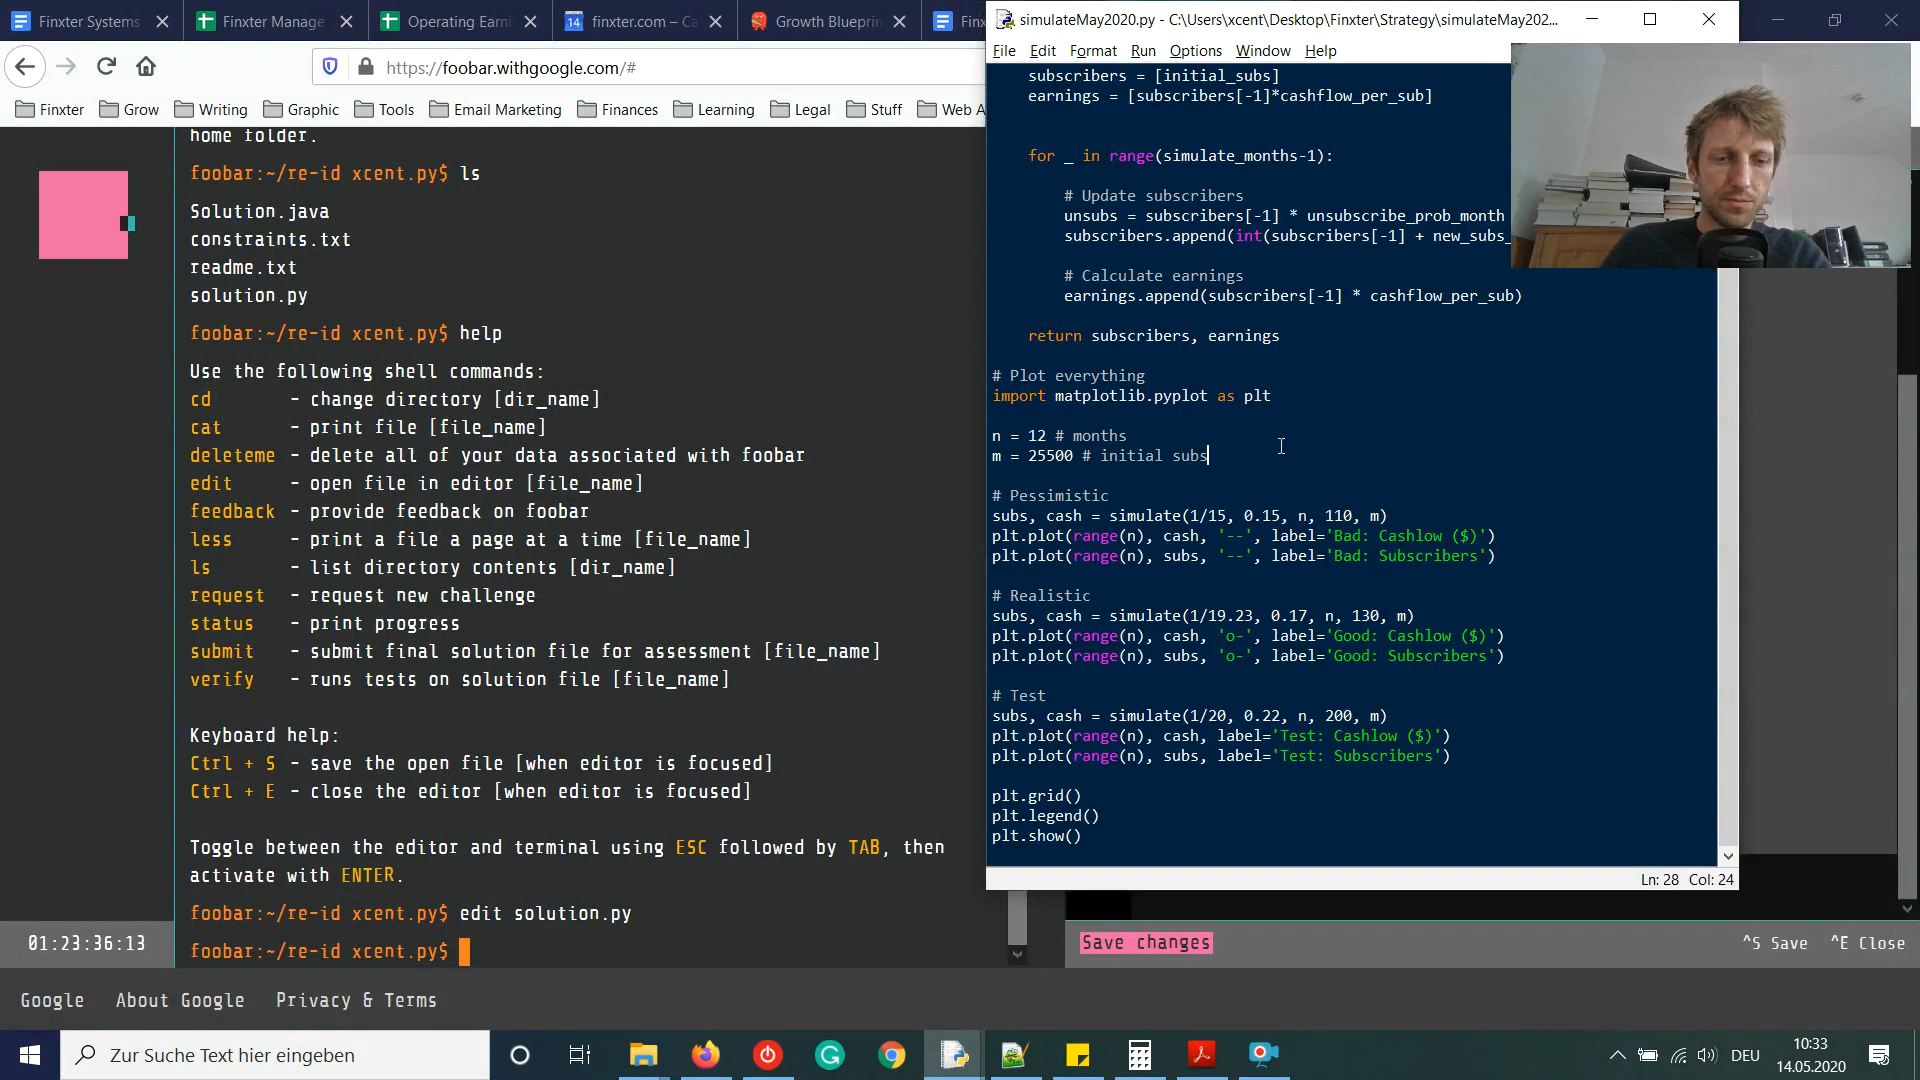 Finxter Systems
Finxter Manage
Operating Earni
14
finxter.com – Ca
Growth Blueprin
Finx
https://foobar.withgoogle.com/#
Finxter
Grow
Writing
Graphic
Tools
Email Marketing
Finances
Learning
Legal
Stuff
Web A
home folder.
foobar:~/re-id xcent.py$ ls
Solution.java
constraints.txt
readme.txt
solution.py
foobar:~/re-id xcent.py$ help
Use the following shell commands:
cd - change directory [dir_name]
cat - print file [file_name]
deleteme - delete all of your data associated with foobar
edit - open file in editor [file_name]
feedback - provide feedback on foobar
less - print a file a page at a time [file_name]
ls - list directory contents [dir_name]
request - request new challenge
status - print progress
submit - submit final solution file for assessment [file_name]
verify - runs tests on solution file [file_name]
Keyboard help:
Ctrl + S - save the open file [when editor is focused]
Ctrl + E - close the editor [when editor is focused]
Toggle between the editor and terminal using ESC followed by TAB, then
activate with ENTER.
foobar:~/re-id xcent.py$ edit solution.py
foobar:~/re-id xcent.py$
01:23:36:13
simulateMay2020.py - C:\Users\xcent\Desktop\Finxter\Strategy\simulateMay202...
File Edit Format Run Options Window Help
subscribers = [initial_subs]
earnings = [subscribers[-1]*cashflow_per_sub]
for _ in range(simulate_months-1):
# Update subscribers
unsubs = subscribers[-1] * unsubscribe_prob_month
subscribers.append(int(subscribers[-1] + new_subs_
# Calculate earnings
earnings.append(subscribers[-1] * cashflow_per_sub)
return subscribers, earnings
# Plot everything
import matplotlib.pyplot as plt
n = 12 # months
m = 25500 # initial subs
# Pessimistic
subs, cash = simulate(1/15, 0.15, n, 110, m)
plt.plot(range(n), cash, '--', label='Bad: Cashlow ($)')
plt.plot(range(n), subs, '--', label='Bad: Subscribers')
# Realistic
subs, cash = simulate(1/19.23, 0.17, n, 130, m)
plt.plot(range(n), cash, 'o-', label='Good: Cashlow ($)')
plt.plot(range(n), subs, 'o-', label='Good: Subscribers')
# Test
subs, cash = simulate(1/20, 0.22, n, 200, m)
plt.plot(range(n), cash, label='Test: Cashlow ($)')
plt.plot(range(n), subs, label='Test: Subscribers')
plt.grid()
plt.legend()
plt.show()
Ln: 28 Col: 24
Save changes
^S Save ^E Close
Google About Google Privacy & Terms
Zur Suche Text hier eingeben
DEU
10:33
14.05.2020